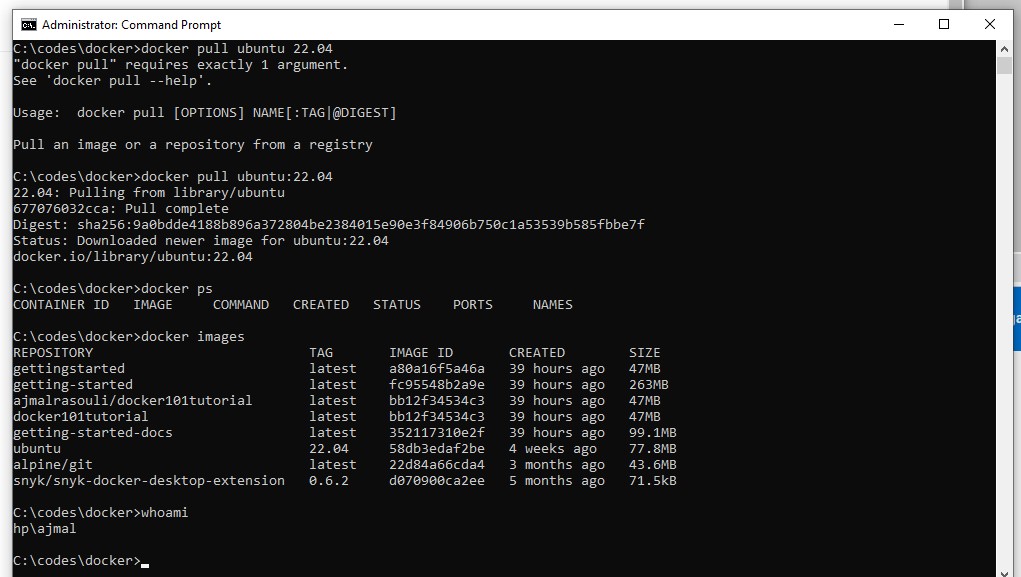 Administrator: Command Prompt
C:\codes\docker>docker pull ubuntu 22.04
"docker pull" requires exactly 1 argument.
See 'docker pull --help'.
Usage:  docker pull [OPTIONS] NAME[:TAG|@DIGEST]
Pull an image or a repository from a registry
C:\codes\docker>docker pull ubuntu:22.04
22.04: Pulling from library/ubuntu
677076032cca: Pull complete
Digest: sha256:9a0bdde4188b896a372804be2384015e90e3f84906b750c1a53539b585fbbe7f
Status: Downloaded newer image for ubuntu:22.04
docker.io/library/ubuntu:22.04
C:\codes\docker>docker ps
CONTAINER ID   IMAGE     COMMAND   CREATED   STATUS    PORTS     NAMES
C:\codes\docker>docker images
REPOSITORY                           TAG       IMAGE ID       CREATED        SIZE
gettingstarted                       latest    a80a16f5a46a   39 hours ago   47MB
getting-started                      latest    fc95548b2a9e   39 hours ago   263MB
ajmalrasouli/docker101tutorial       latest    bb12f34534c3   39 hours ago   47MB
docker101tutorial                    latest    bb12f34534c3   39 hours ago   47MB
getting-started-docs                 latest    352117310e2f   39 hours ago   99.1MB
ubuntu                               22.04     58db3edaf2be   4 weeks ago    77.8MB
alpine/git                           latest    22d84a66cda4   3 months ago   43.6MB
snyk/snyk-docker-desktop-extension   0.6.2     d070900ca2ee   5 months ago   71.5kB
C:\codes\docker>whoami
hp\ajmal
C:\codes\docker>